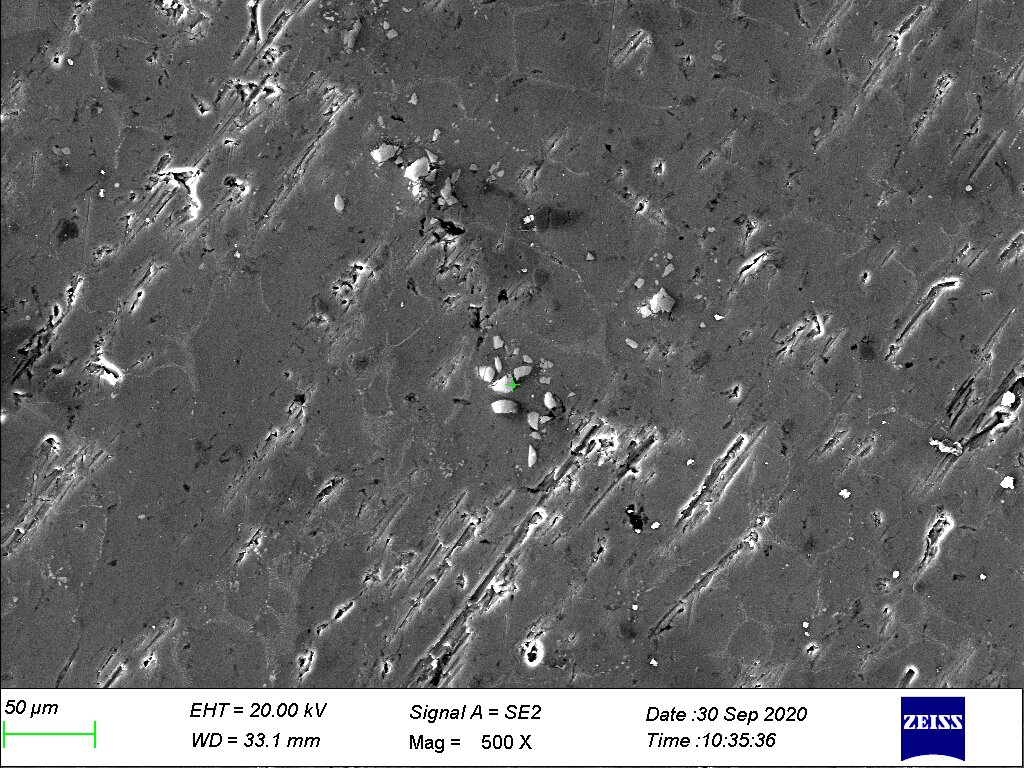 50 µm
EHT = 20.00 kV
Signal A = SE2
Date :30 Sep 2020
ZEISS
WD = 33.1 mm
Mag = 500 X
Time :10:35:36